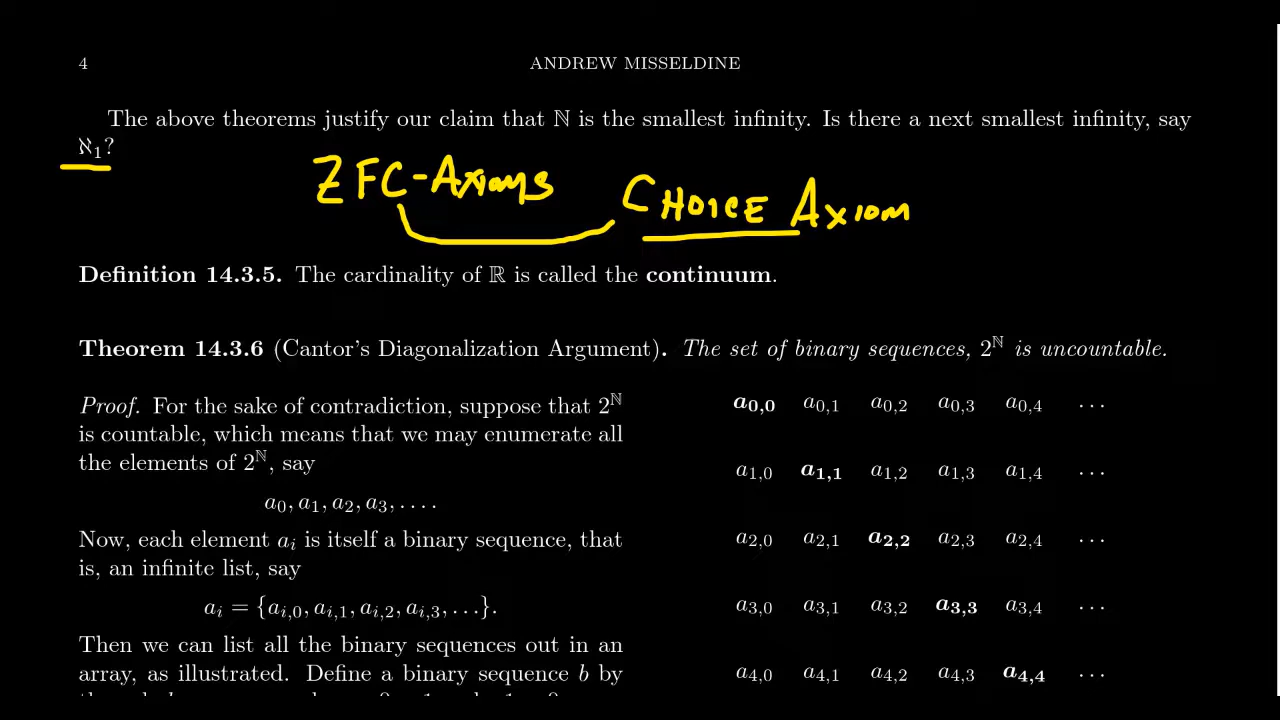 4
ANDREW MISSELDINE
The above theorems justify our claim that ℕ is the smallest infinity. Is there a next smallest infinity, say
ℵ₁?
ZFC-Axioms
CHOICE AXIOM
Definition 14.3.5. The cardinality of ℝ is called the continuum.
Theorem 14.3.6 (Cantor's Diagonalization Argument). The set of binary sequences, 2^ℕ is uncountable.
Proof. For the sake of contradiction, suppose that 2^ℕ
is countable, which means that we may enumerate all
the elements of 2^ℕ, say
a₀, a₁, a₂, a₃, ….
Now, each element aᵢ is itself a binary sequence, that
is, an infinite list, say
aᵢ = {aᵢ,₀, aᵢ,₁, aᵢ,₂, aᵢ,₃, …}.
Then we can list all the binary sequences out in an
array, as illustrated. Define a binary sequence b by
a₀,₀ a₀,₁ a₀,₂ a₀,₃ a₀,₄ ⋯
a₁,₀ a₁,₁ a₁,₂ a₁,₃ a₁,₄ ⋯
a₂,₀ a₂,₁ a₂,₂ a₂,₃ a₂,₄ ⋯
a₃,₀ a₃,₁ a₃,₂ a₃,₃ a₃,₄ ⋯
a₄,₀ a₄,₁ a₄,₂ a₄,₃ a₄,₄ ⋯